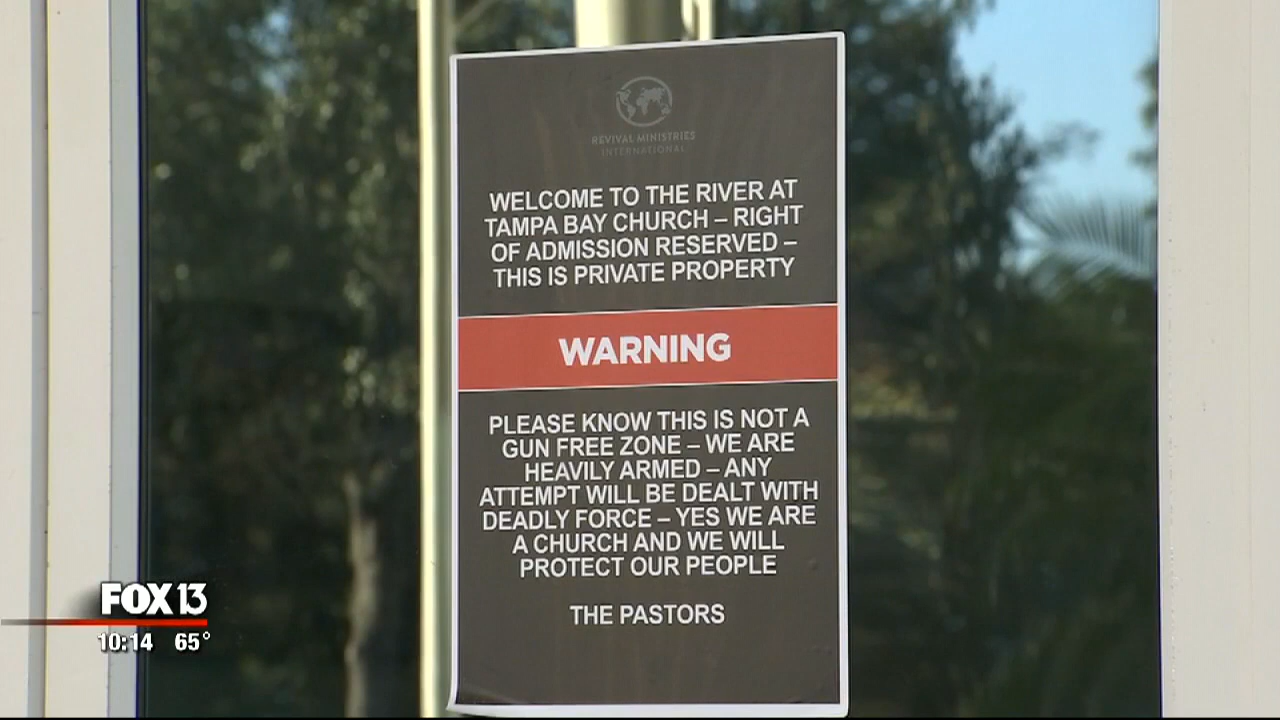 REVIVAL MINISTRIES
INTERNATIONAL
WELCOME TO THE RIVER AT
TAMPA BAY CHURCH – RIGHT
OF ADMISSION RESERVED –
THIS IS PRIVATE PROPERTY
WARNING
PLEASE KNOW THIS IS NOT A
GUN FREE ZONE – WE ARE
HEAVILY ARMED – ANY
ATTEMPT WILL BE DEALT WITH
DEADLY FORCE – YES WE ARE
A CHURCH AND WE WILL
PROTECT OUR PEOPLE
THE PASTORS
FOX 13
10:14 65°